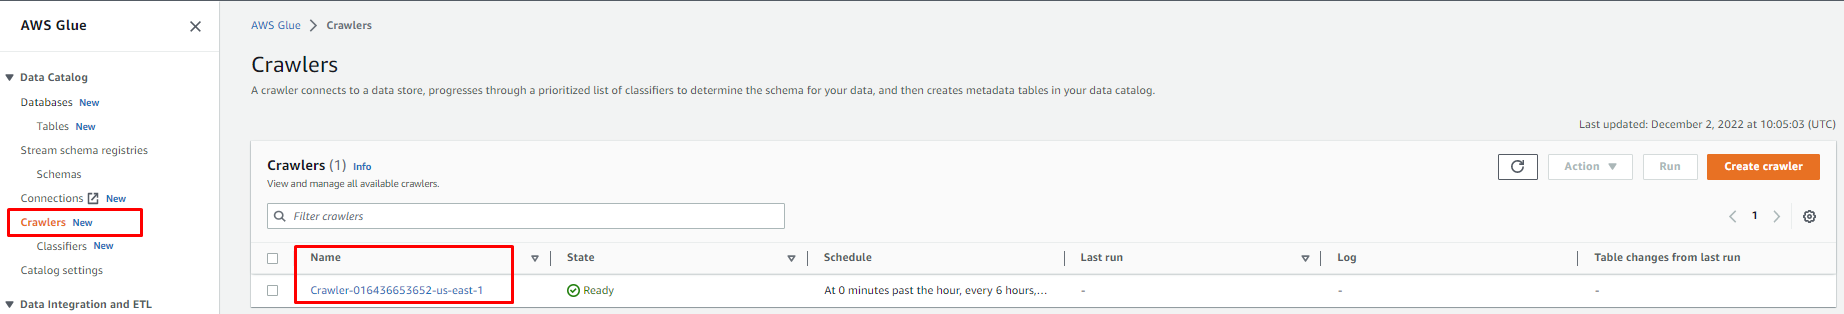 AWS Glue
Data Catalog
Databases New
Tables New
Stream schema registries
Schemas
Connections New
Crawlers New
Classifiers New
Catalog settings
Data Integration and ETL
AWS Glue > Crawlers
Crawlers
A crawler connects to a data store, progresses through a prioritized list of classifiers to determine the schema for your data, and then creates metadata tables in your data catalog.
Last updated: December 2, 2022 at 10:05:03 (UTC)
Crawlers (1) Info
View and manage all available crawlers.
Action Run Create crawler
Filter crawlers
1
Name State Schedule Last run Log Table changes from last run
Crawler-016436653652-us-east-1 Ready At 0 minutes past the hour, every 6 hours,... - - -